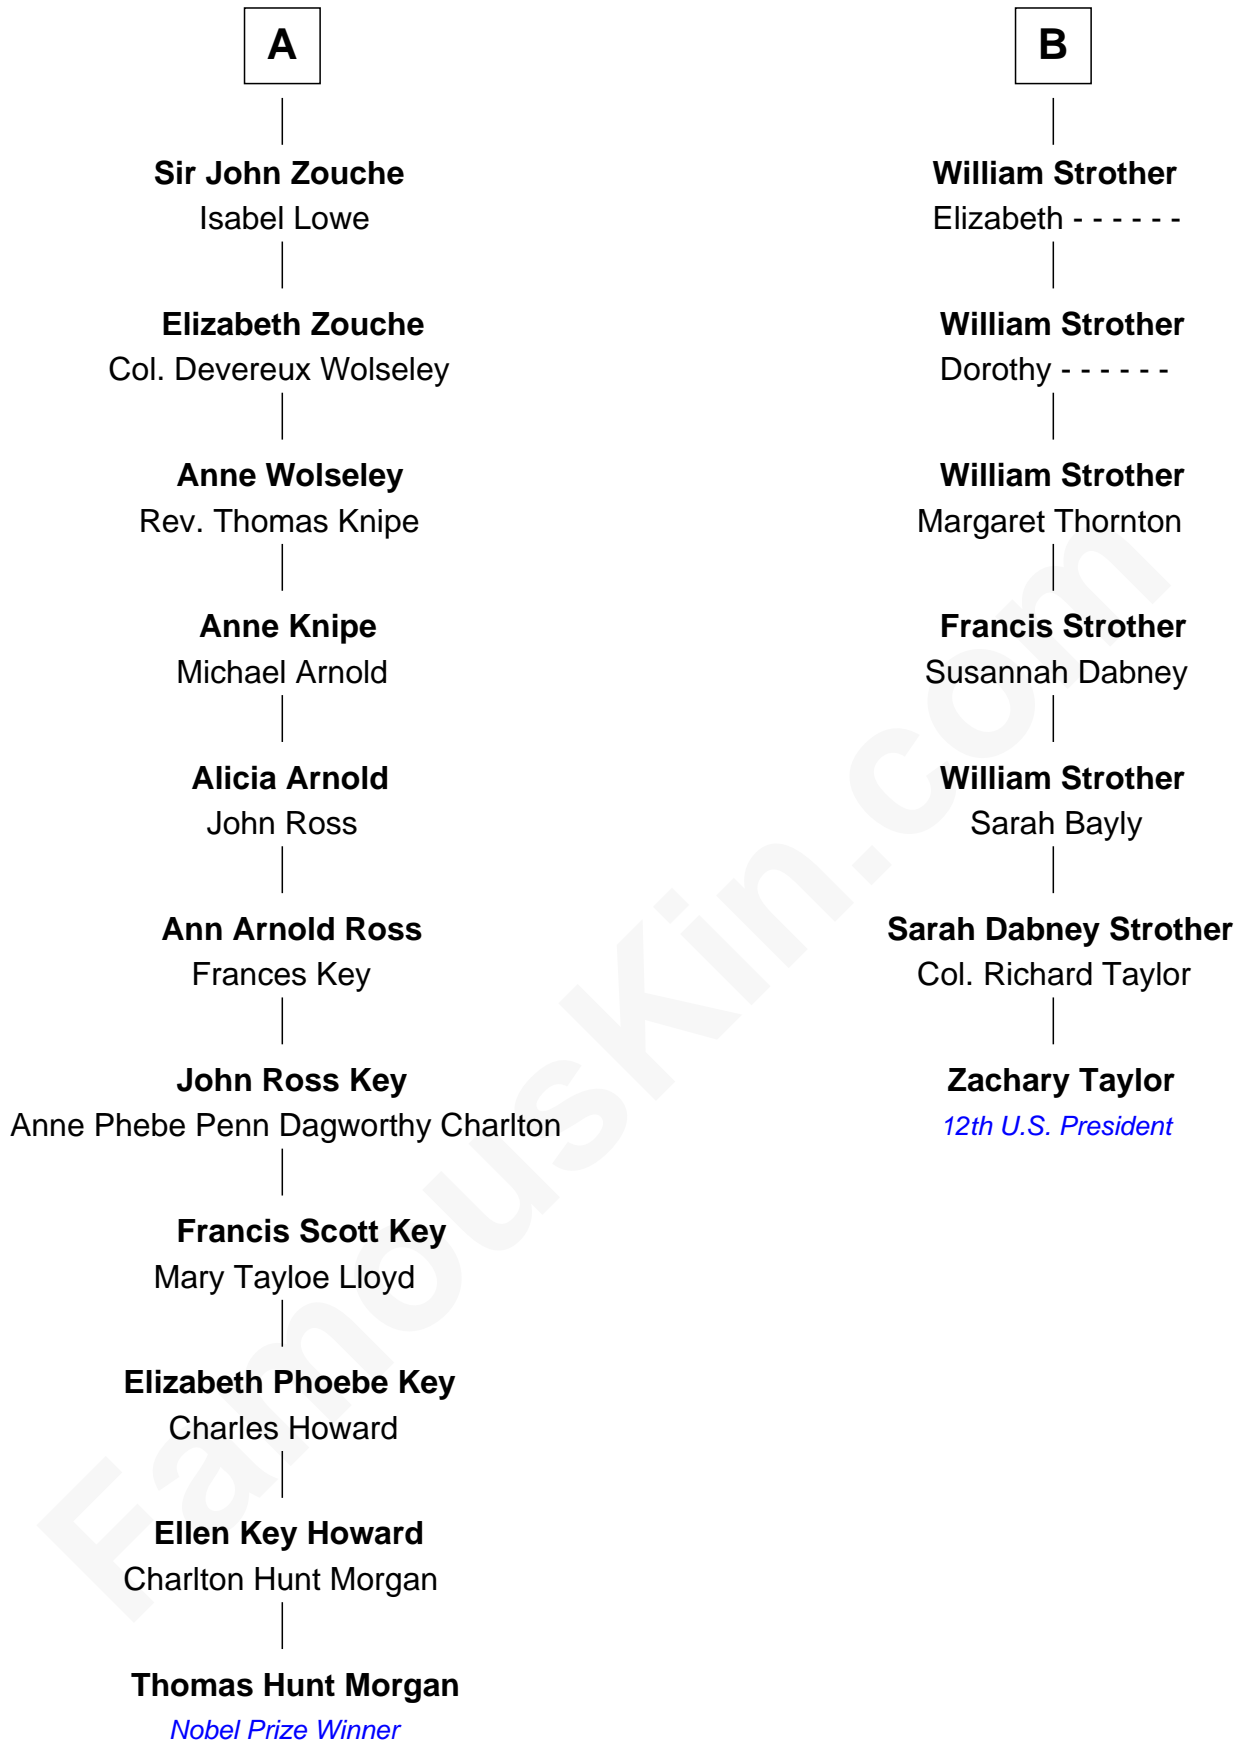 A
Sir John Zouche
Isabel Lowe
Elizabeth Zouche
Col. Devereux Wolseley
Anne Wolseley
Rev. Thomas Knipe
Anne Knipe
Michael Arnold
Alicia Arnold
John Ross
Ann Arnold Ross
Frances Key
John Ross Key
Anne Phebe Penn Dagworthy Charlton
Francis Scott Key
Mary Tayloe Lloyd
Elizabeth Phoebe Key
Charles Howard
Ellen Key Howard
Charlton Hunt Morgan
Thomas Hunt Morgan
Nobel Prize Winner
B
William Strother
Elizabeth - - - - - -
William Strother
Dorothy - - - - - -
William Strother
Margaret Thornton
Francis Strother
Susannah Dabney
William Strother
Sarah Bayly
Sarah Dabney Strother
Col. Richard Taylor
Zachary Taylor
12th U.S. President
FamousKin.com